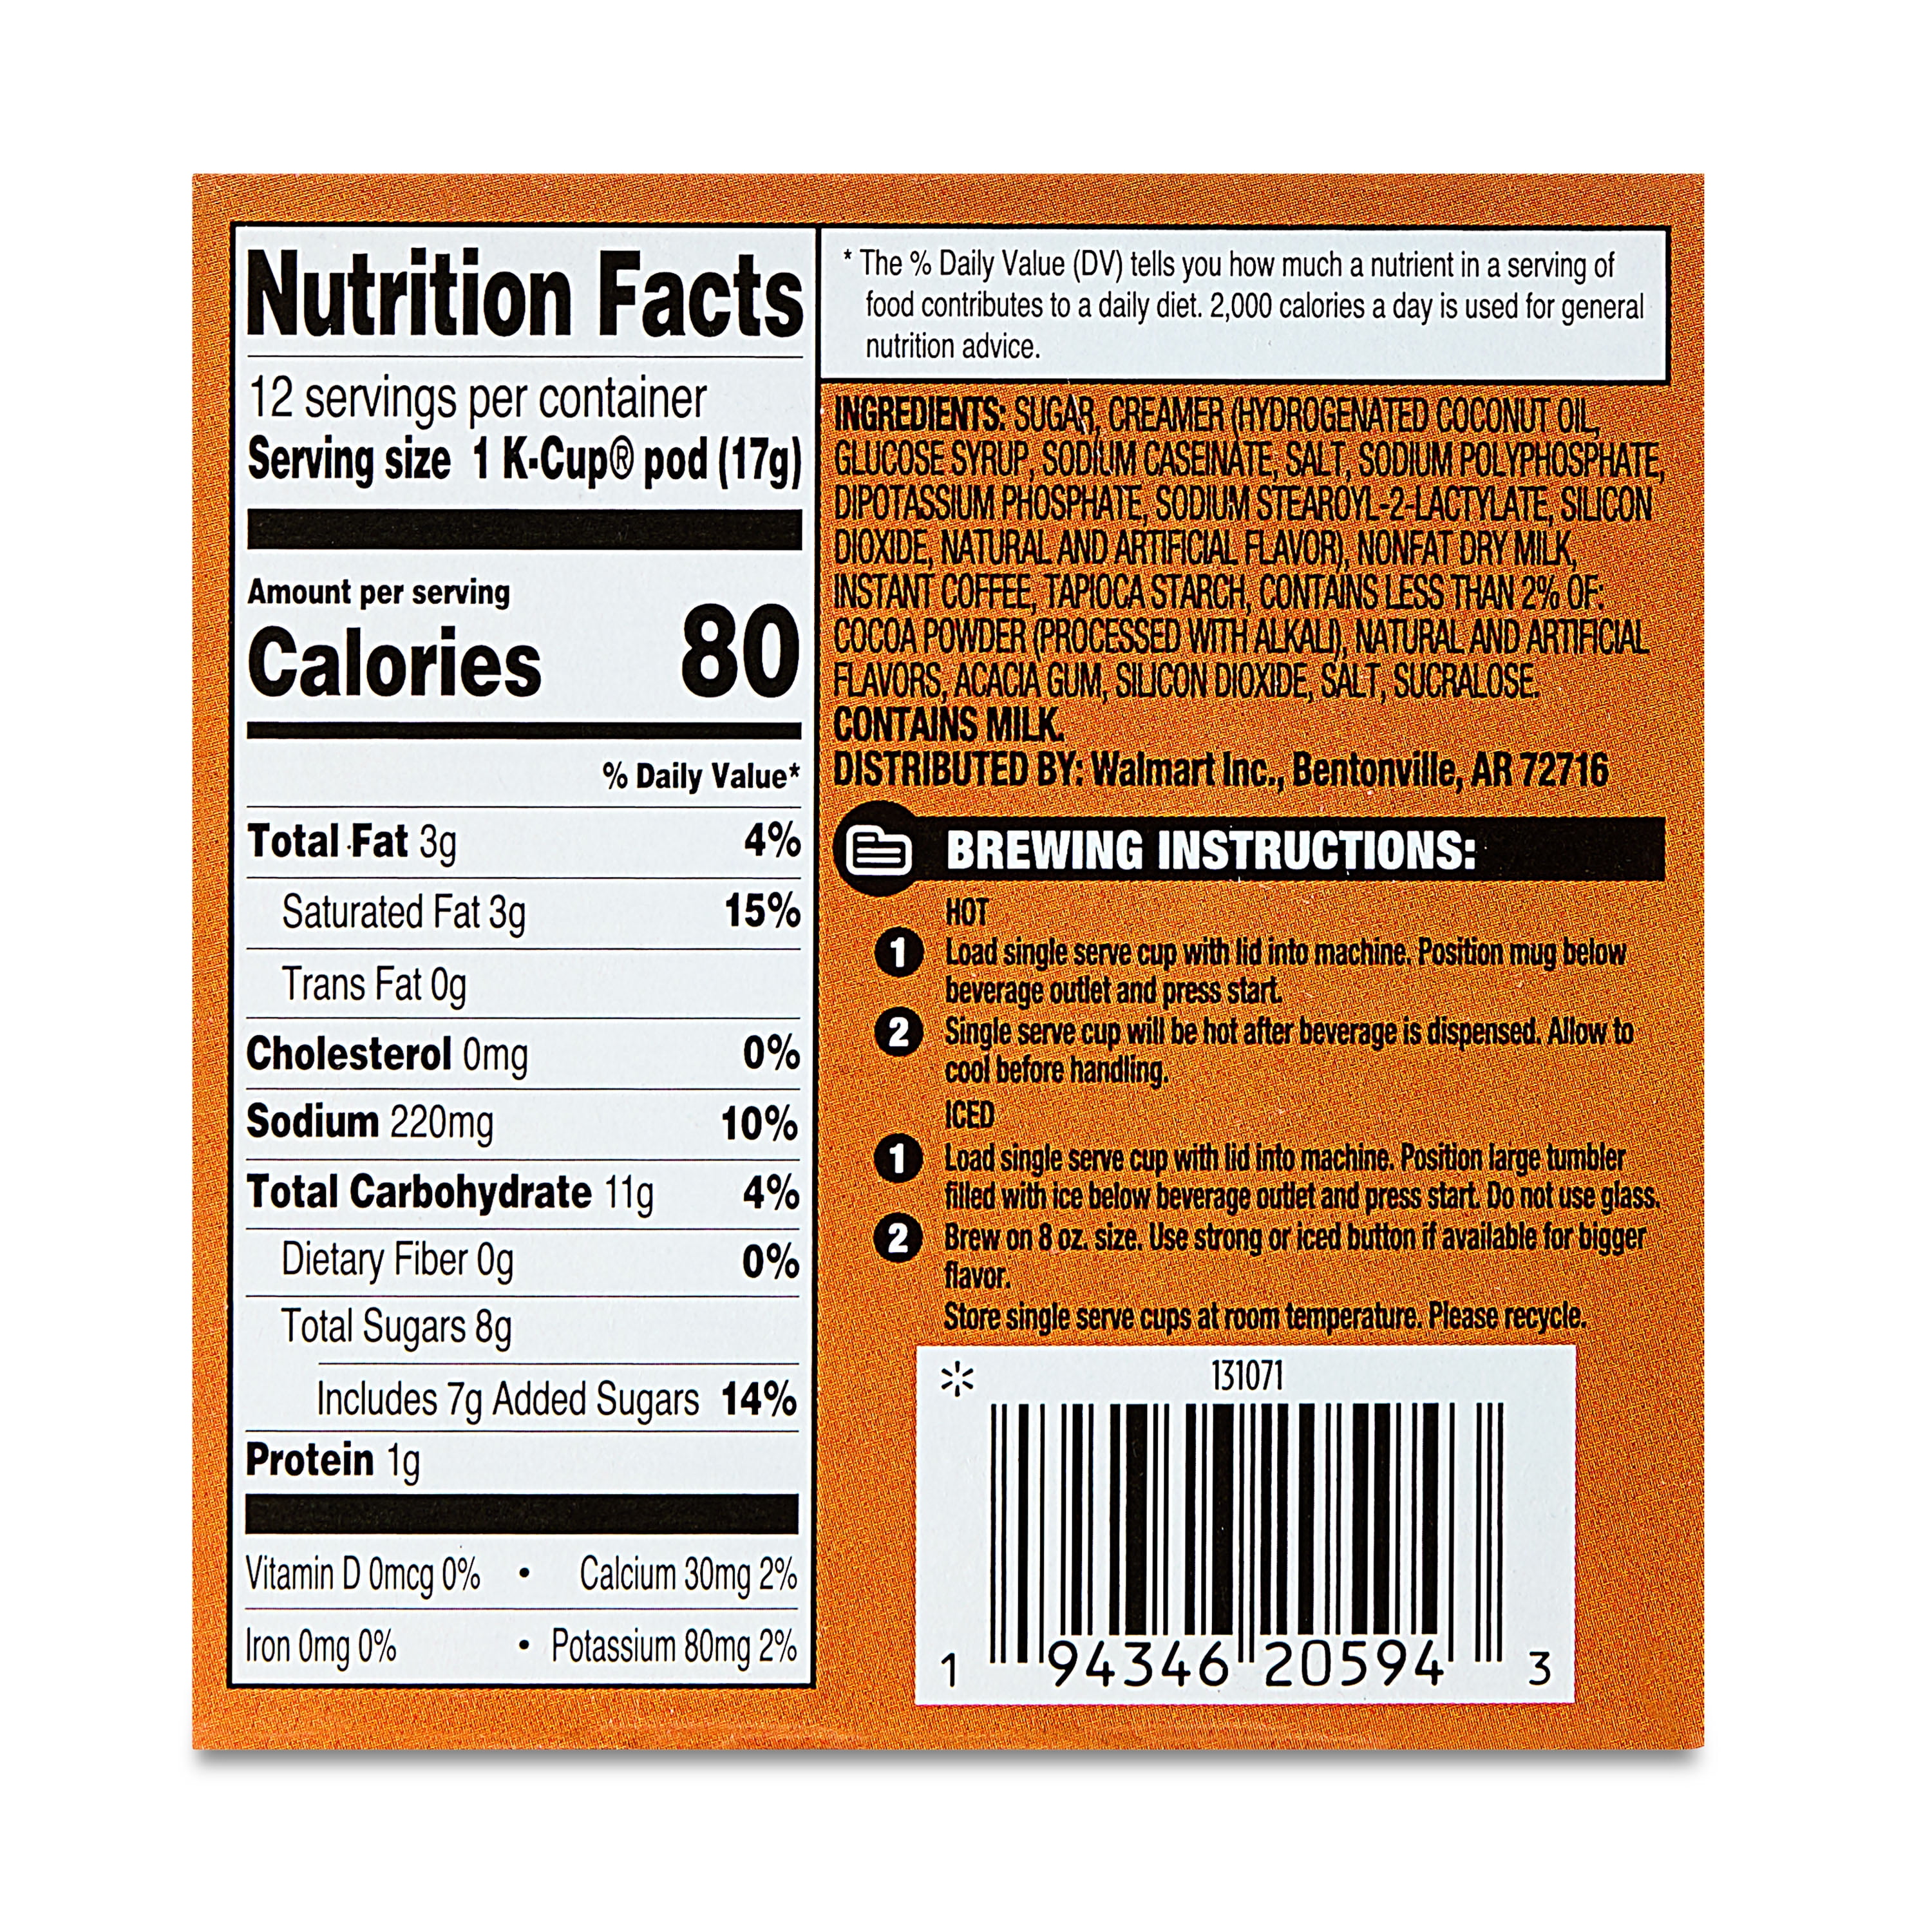 Nutrition Facts
12 servings per container
Serving size 1 K-Cup® pod (17g)
Amount per serving
Calories 80
% Daily Value*
Total Fat 3g 4%
Saturated Fat 3g 15%
Trans Fat 0g
Cholesterol 0mg 0%
Sodium 220mg 10%
Total Carbohydrate 11g 4%
Dietary Fiber 0g 0%
Total Sugars 8g
Includes 7g Added Sugars 14%
Protein 1g
Vitamin D 0mcg 0% • Calcium 30mg 2%
Iron 0mg 0% • Potassium 80mg 2%
* The % Daily Value (DV) tells you how much a nutrient in a serving of
food contributes to a daily diet. 2,000 calories a day is used for general
nutrition advice.
INGREDIENTS: SUGAR, CREAMER (HYDROGENATED COCONUT OIL,
GLUCOSE SYRUP, SODIUM CASEINATE, SALT, SODIUM POLYPHOSPHATE,
DIPOTASSIUM PHOSPHATE, SODIUM STEAROYL-2-LACTYLATE, SILICON
DIOXIDE, NATURAL AND ARTIFICIAL FLAVOR), NONFAT DRY MILK,
INSTANT COFFEE, TAPIOCA STARCH, CONTAINS LESS THAN 2% OF:
COCOA POWDER (PROCESSED WITH ALKALI), NATURAL AND ARTIFICIAL
FLAVORS, ACACIA GUM, SILICON DIOXIDE, SALT, SUCRALOSE.
CONTAINS MILK.
DISTRIBUTED BY: Walmart Inc., Bentonville, AR 72716
BREWING INSTRUCTIONS:
HOT
1 Load single serve cup with lid into machine. Position mug below
beverage outlet and press start.
2 Single serve cup will be hot after beverage is dispensed. Allow to
cool before handling.
ICED
1 Load single serve cup with lid into machine. Position large tumbler
filled with ice below beverage outlet and press start. Do not use glass.
2 Brew on 8 oz. size. Use strong or iced button if available for bigger
flavor.
Store single serve cups at room temperature. Please recycle.
131071
1 94346 20594 3